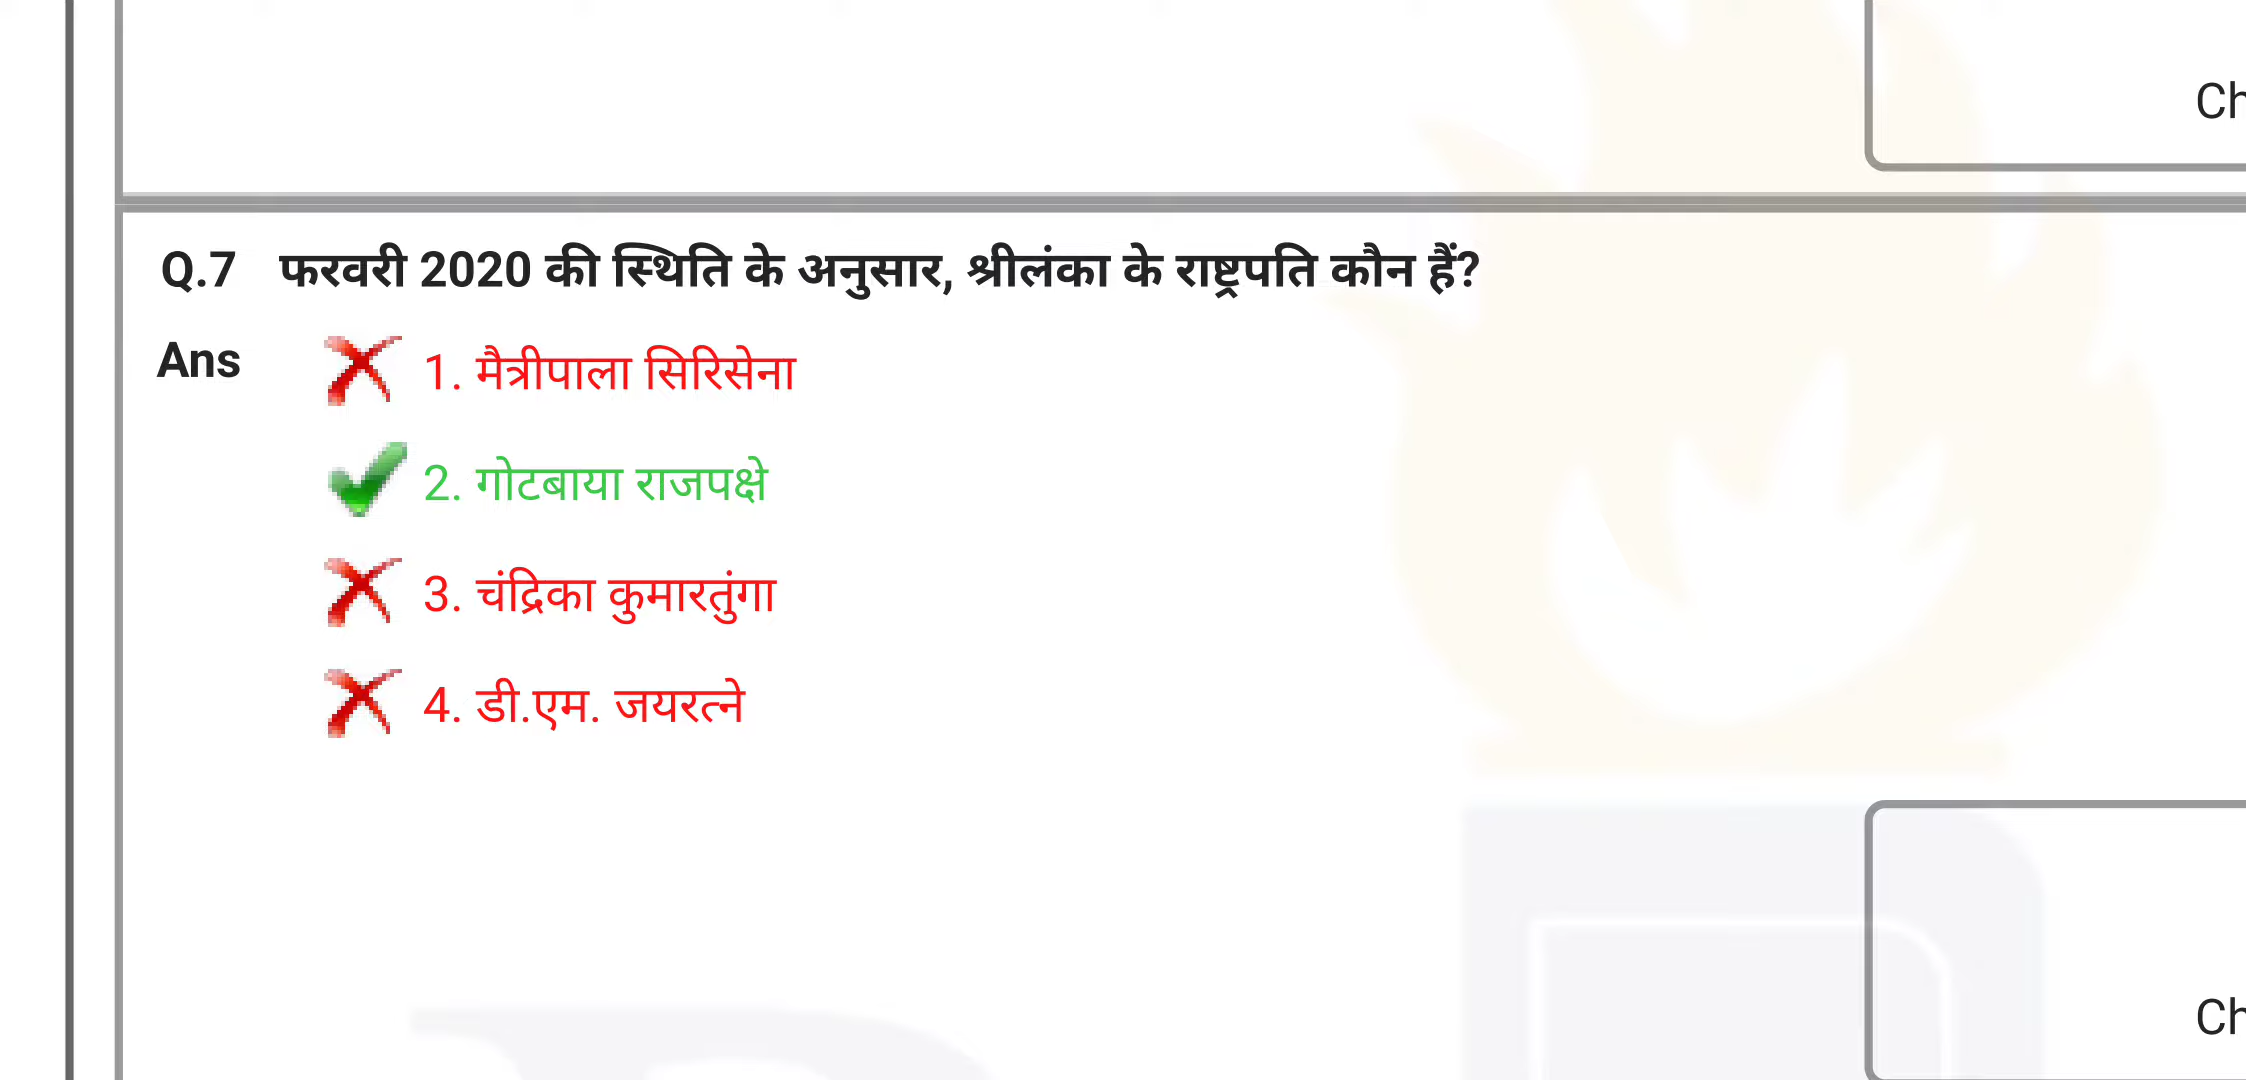 Ch
Q.7 फरवरी 2020 की स्थिति के अनुसार, श्रीलंका के राष्ट्रपति कौन हैं?
Ans 1. मैत्रीपाला सिरिसेना
2. गोटबाया राजपक्षे
3. चंद्रिका कुमारतुंगा
4. डी.एम. जयरत्ने
Ch